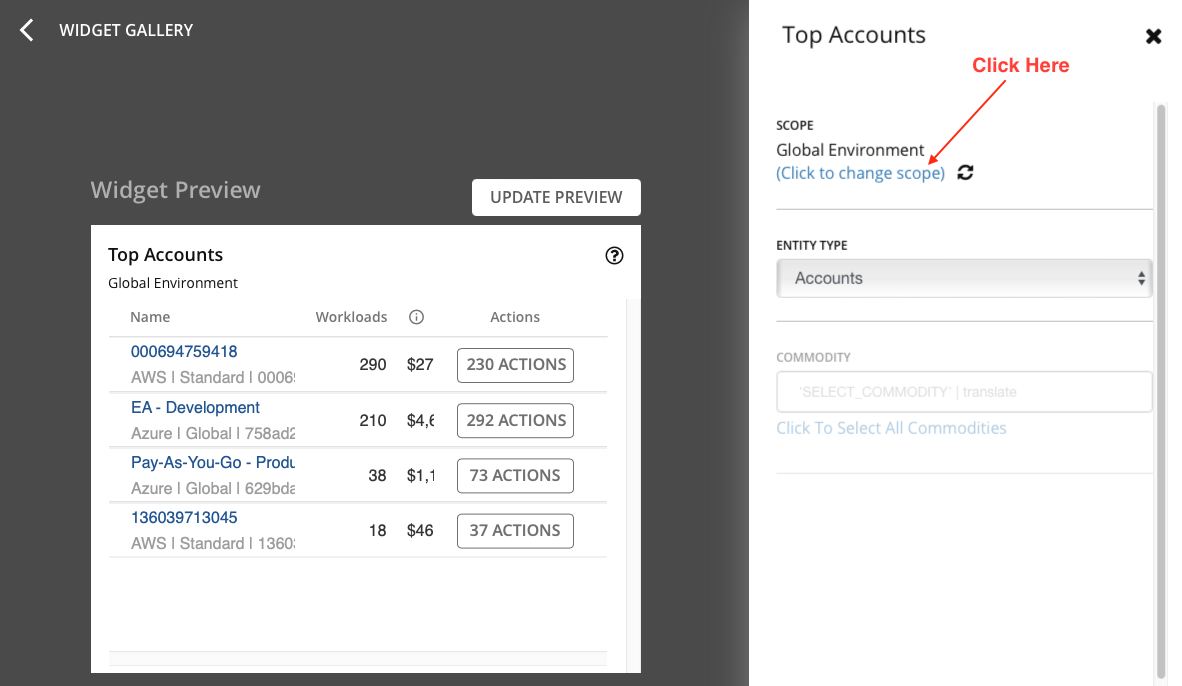 WIDGET GALLERY
Widget Preview
UPDATE PREVIEW
Top Accounts
Global Environment
Name Workloads Actions
000694759418
AWS | Standard | 0006
290 $27 230 ACTIONS
EA - Development
Azure | Global | 758ad2
210 $4,6 292 ACTIONS
Pay-As-You-Go - Produ
Azure | Global | 629bda
38 $1,1 73 ACTIONS
136039713045
AWS | Standard | 1360
18 $46 37 ACTIONS
Top Accounts
Click Here
SCOPE
Global Environment
(Click to change scope)
ENTITY TYPE
Accounts
COMMODITY
'SELECT_COMMODITY' | translate
Click To Select All Commodities